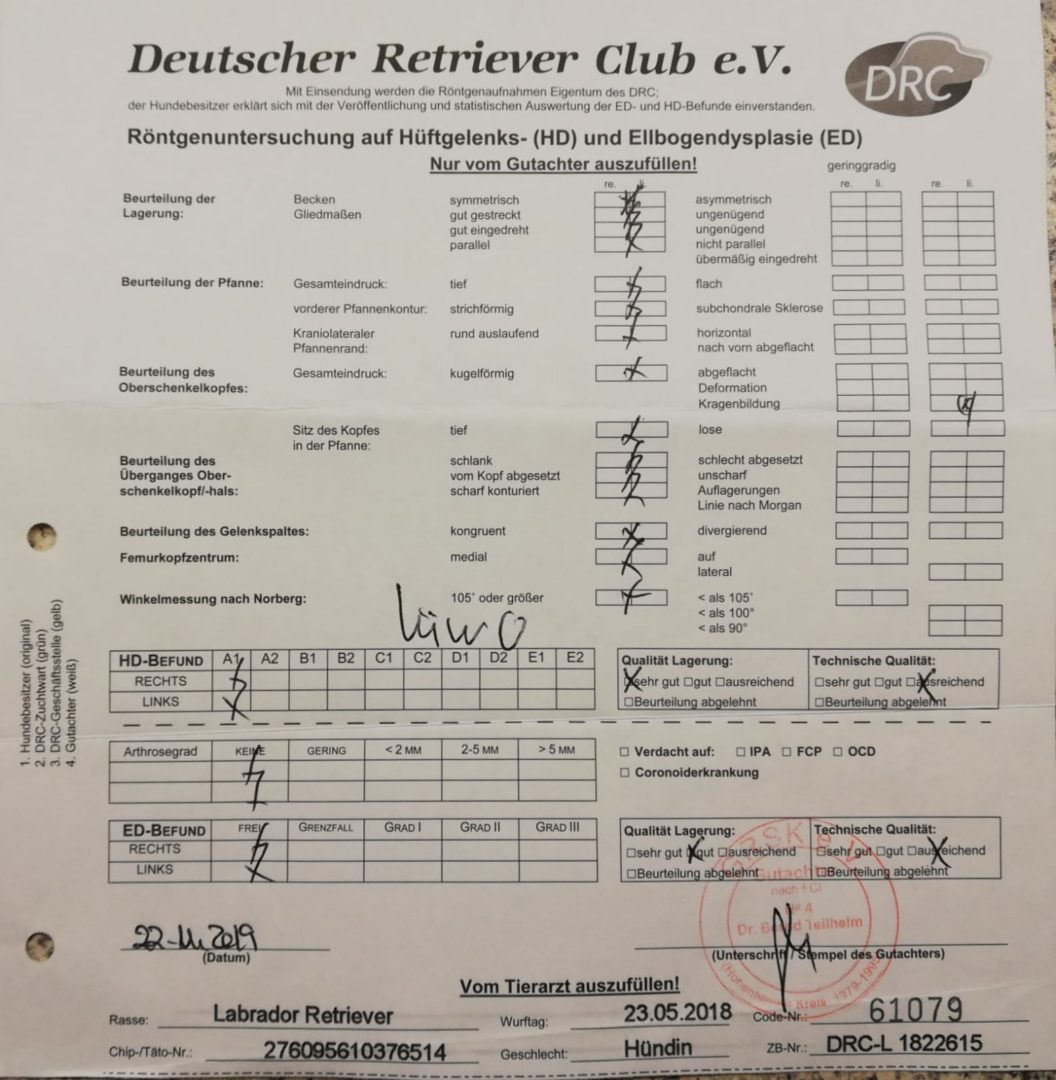 Deutscher Retriever Club e.V.
DRC
Mit Einsendung werden die Röntgenaufnahmen Eigentum des DRC;
der Hundebesitzer erklärt sich mit der Veröffentlichung und statistischen Auswertung der ED- und HD-Befunde einverstanden.
Röntgenuntersuchung auf Hüftgelenks- (HD) und Ellbogendysplasie (ED)
Nur vom Gutachter auszufüllen!
geringgradig
re. li. re. li. re. li.
Beurteilung der Becken symmetrisch asymmetrisch
Lagerung: Gliedmaßen gut gestreckt ungenügend
gut eingedreht ungenügend
parallel nicht parallel
übermäßig eingedreht
Beurteilung der Pfanne: Gesamteindruck: tief flach
vorderer Pfannenkontur: strichförmig subchondrale Sklerose
Kraniolateraler rund auslaufend horizontal
Pfannenrand: nach vorn abgeflacht
Beurteilung des Gesamteindruck: kugelförmig abgeflacht
Oberschenkelkopfes: Deformation
Kragenbildung
Sitz des Kopfes tief lose
in der Pfanne:
Beurteilung des schlank schlecht abgesetzt
Überganges Ober- vom Kopf abgesetzt unscharf
schenkelkopf/-hals: scharf konturiert Auflagerungen
Linie nach Morgan
Beurteilung des Gelenkspaltes: kongruent divergierend
Femurkopfzentrum: medial auf
lateral
Winkelmessung nach Norberg: 105° oder größer < als 105°
< als 100°
< als 90°
1. Hundebesitzer (original)
2. DRC-Zuchtwart (grün)
3. DRC-Geschäftsstelle (gelb)
4. Gutachter (weiß)
HD-BEFUND A1 A2 B1 B2 C1 C2 D1 D2 E1 E2
RECHTS
LINKS
Qualität Lagerung: Technische Qualität:
sehr gut gut ausreichend sehr gut gut ausreichend
Beurteilung abgelehnt Beurteilung abgelehnt
Arthrosegrad KEINE GERING < 2 MM 2-5 MM > 5 MM
Verdacht auf: IPA FCP OCD
Coronoiderkrankung
ED-BEFUND FREI GRENZFALL GRAD I GRAD II GRAD III
RECHTS
LINKS
Qualität Lagerung: Technische Qualität:
sehr gut gut ausreichend sehr gut gut ausreichend
Beurteilung abgelehnt Beurteilung abgelehnt
GRSK e.V.
Gutachter
nach FCI
Nº 4
Dr. Bernd Tellhelm
22.11.2019
(Datum)
(Unterschrift / Stempel des Gutachters)
Vom Tierarzt auszufüllen!
Rasse: Labrador Retriever Wurftag: 23.05.2018 Code-Nr.: 61079
Chip-/Täto-Nr.: 276095610376514 Geschlecht: Hündin ZB-Nr.: DRC-L 1822615